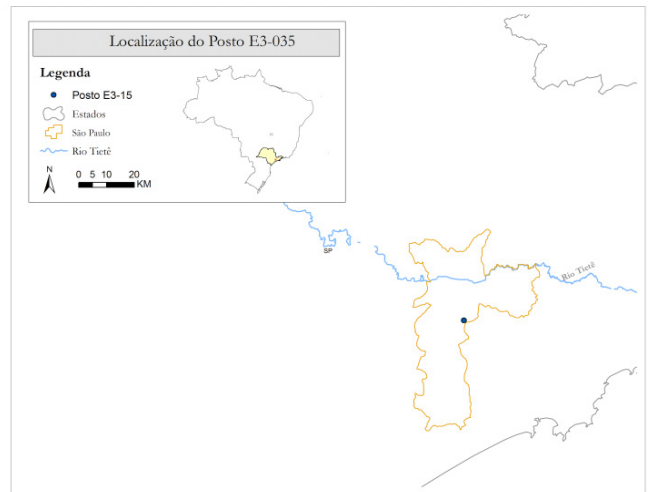 Localização do Posto E3-035
Legenda
Posto E3-15
Estados
São Paulo
Rio Tietê
N
0 5 10 20
KM
SP
Rio Tietê